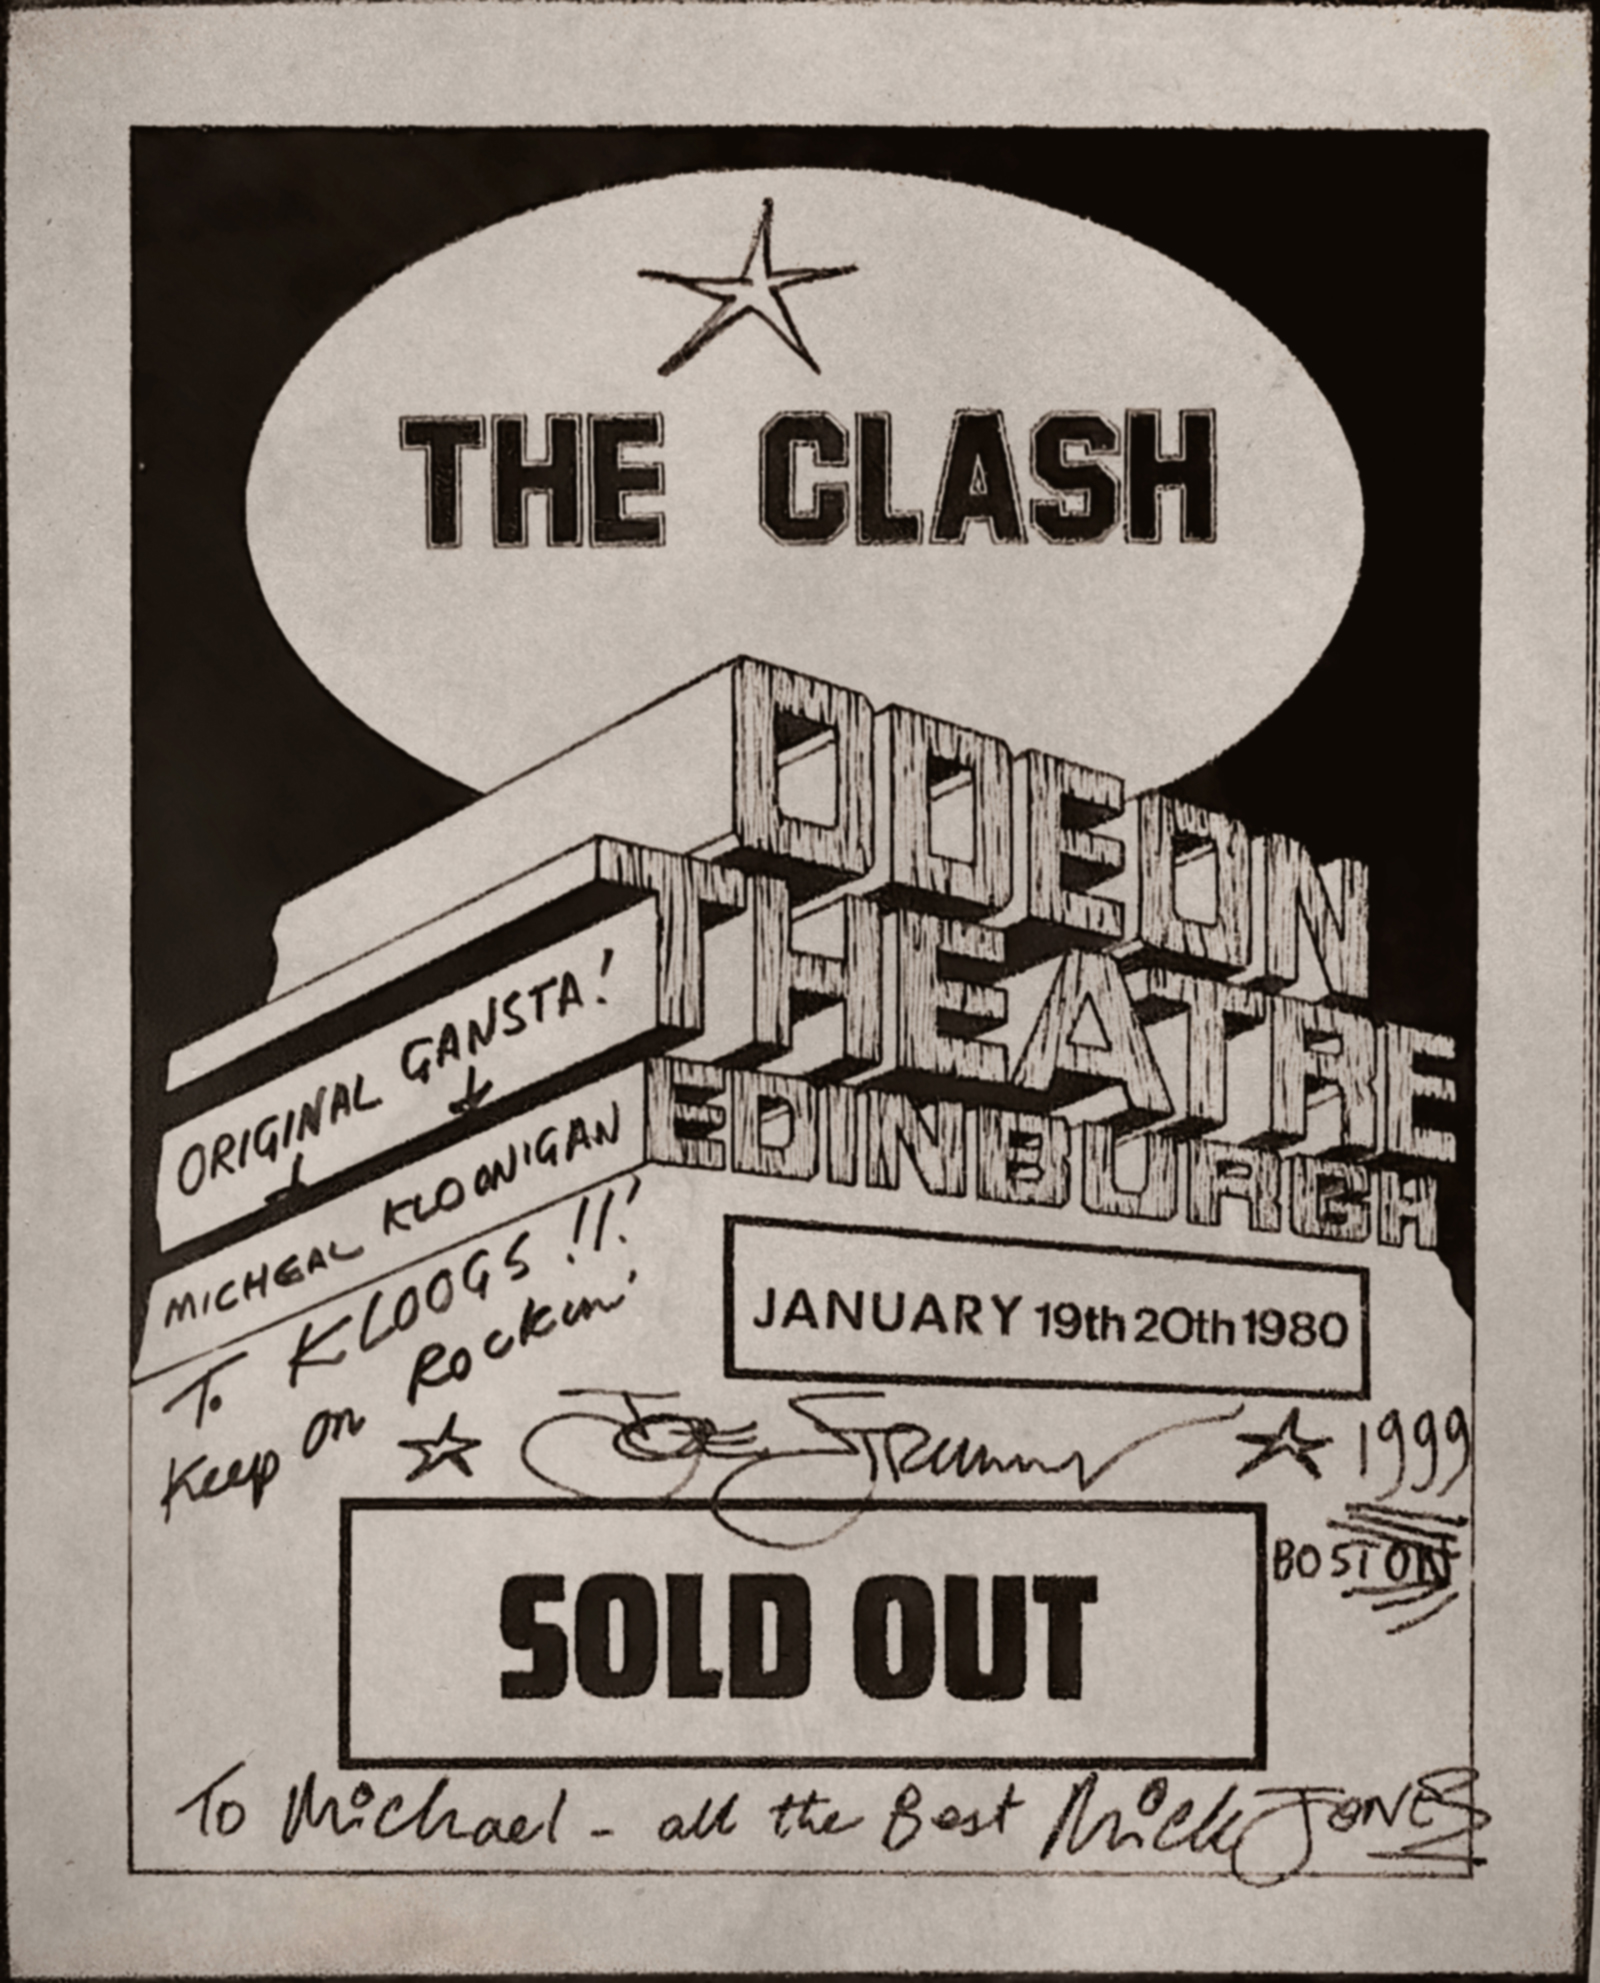 THE CLASH
ODEON
THEATRE
EDINBURGH
ORIGINAL GANSTA!
MICHEAL KLOONIGAN
To KLOOGS !!!
Keep on Rockin'
JANUARY 19th 20th 1980
Joe Strummer
1999
BOSTON
SOLD OUT
To Michael - all the Best Mick JONES